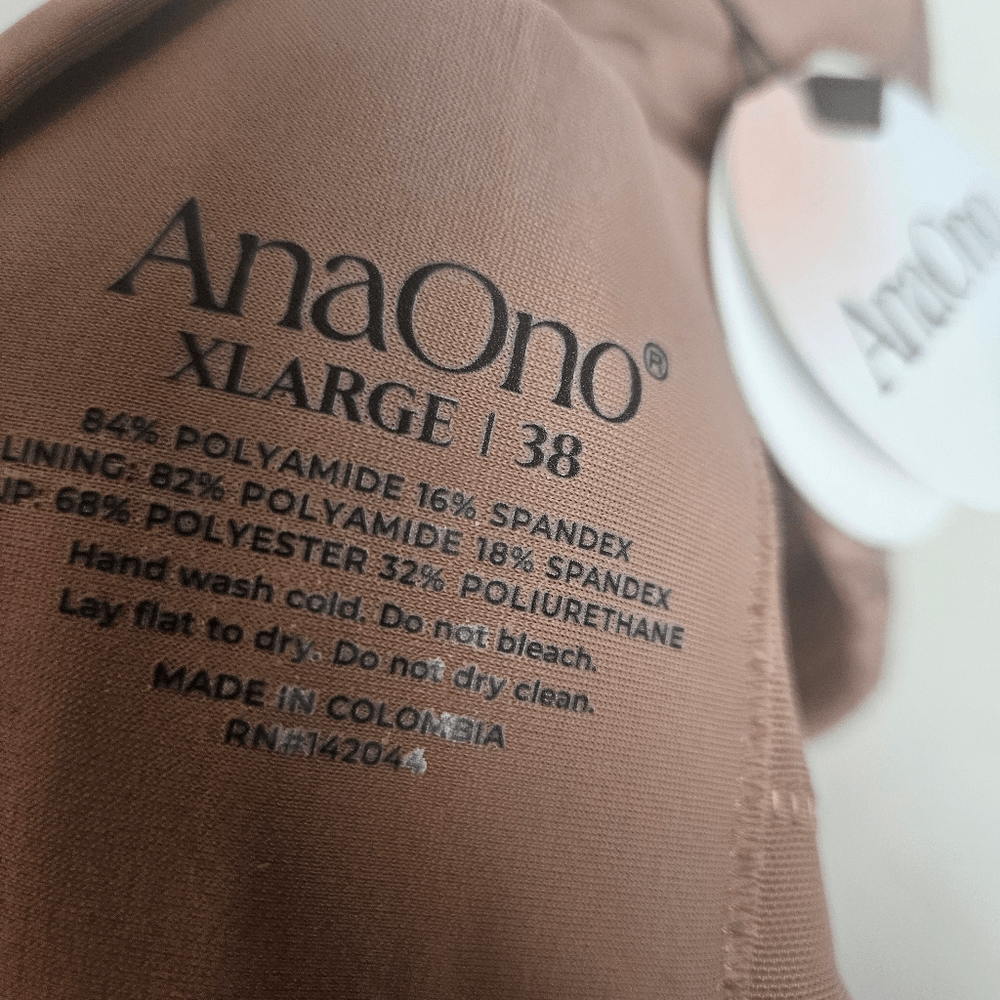 AnaOno®
XLARGE | 38
84% POLYAMIDE 16% SPANDEX
LINING: 82% POLYAMIDE 18% SPANDEX
UP: 68% POLYESTER 32% POLIURETHANE
Hand wash cold. Do not bleach.
Lay flat to dry. Do not dry clean.
MADE IN COLOMBIA
RN#142044
AnaOno